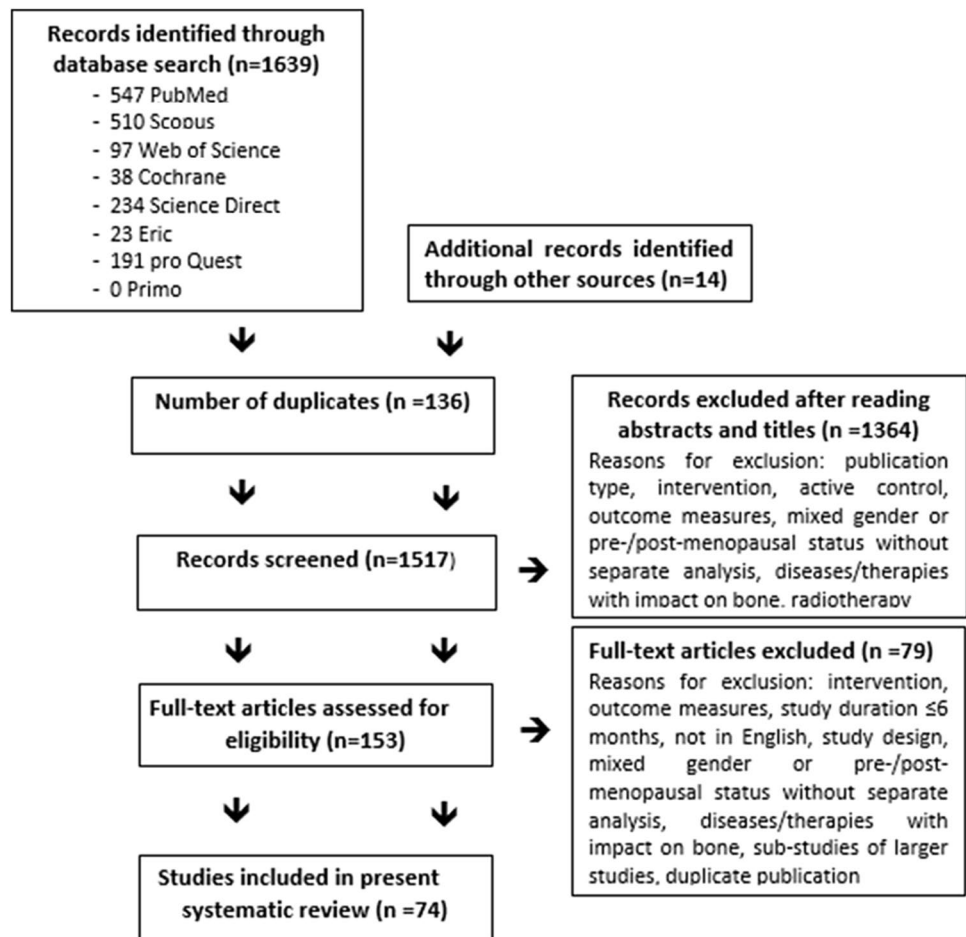 Records identified through
database search (n=1639)
- 547 PubMed
- 510 Scopus
- 97 Web of Science
- 38 Cochrane
- 234 Science Direct
- 23 Eric
- 191 pro Quest
- 0 Primo
Additional records identified
through other sources (n=14)
Number of duplicates (n =136)
Records excluded after reading
abstracts and titles (n =1364)
Reasons for exclusion: publication
type, intervention, active control,
outcome measures, mixed gender or
pre-/post-menopausal status without
separate analysis, diseases/therapies
with impact on bone, radiotherapy
Records screened (n=1517)
Full-text articles excluded (n =79)
Reasons for exclusion: intervention,
outcome measures, study duration ≤6
months, not in English, study design,
mixed gender or pre-/post-
menopausal status without separate
analysis, diseases/therapies with
impact on bone, sub-studies of larger
studies, duplicate publication
Full-text articles assessed for
eligibility (n=153)
Studies included in present
systematic review (n =74)